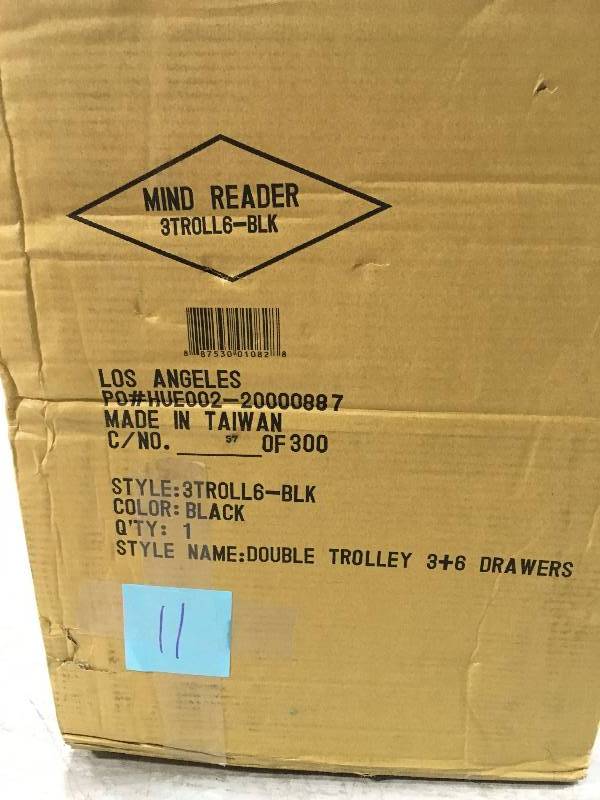 MIND READER
3TROLL6-BLK
8 87530 01082 8
LOS ANGELES
PO#HUE002-20000887
MADE IN TAIWAN
C/NO. 57 OF 300
STYLE:3TROLL6-BLK
COLOR:BLACK
Q'TY: 1
STYLE NAME:DOUBLE TROLLEY 3+6 DRAWERS
11